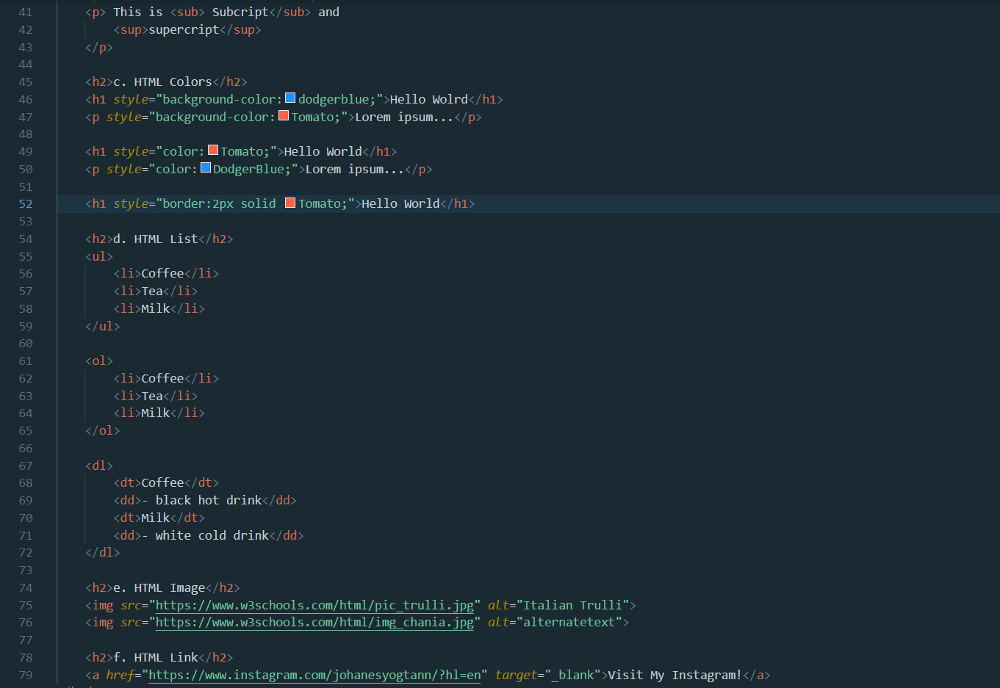 41 <p> This is <sub> Subcript</sub> and
42 <sup>supercript</sup>
43 </p>
44
45 <h2>c. HTML Colors</h2>
46 <h1 style="background-color:dodgerblue;">Hello Wolrd</h1>
47 <p style="background-color:Tomato;">Lorem ipsum...</p>
48
49 <h1 style="color:Tomato;">Hello World</h1>
50 <p style="color:DodgerBlue;">Lorem ipsum...</p>
51
52 <h1 style="border:2px solid Tomato;">Hello World</h1>
53
54 <h2>d. HTML List</h2>
55 <ul>
56 <li>Coffee</li>
57 <li>Tea</li>
58 <li>Milk</li>
59 </ul>
60
61 <ol>
62 <li>Coffee</li>
63 <li>Tea</li>
64 <li>Milk</li>
65 </ol>
66
67 <dl>
68 <dt>Coffee</dt>
69 <dd>- black hot drink</dd>
70 <dt>Milk</dt>
71 <dd>- white cold drink</dd>
72 </dl>
73
74 <h2>e. HTML Image</h2>
75 <img src="https://www.w3schools.com/html/pic_trulli.jpg" alt="Italian Trulli">
76 <img src="https://www.w3schools.com/html/img_chania.jpg" alt="alternatetext">
77
78 <h2>f. HTML Link</h2>
79 <a href="https://www.instagram.com/johanesyogtann/?hl=en" target="_blank">Visit My Instagram!</a>